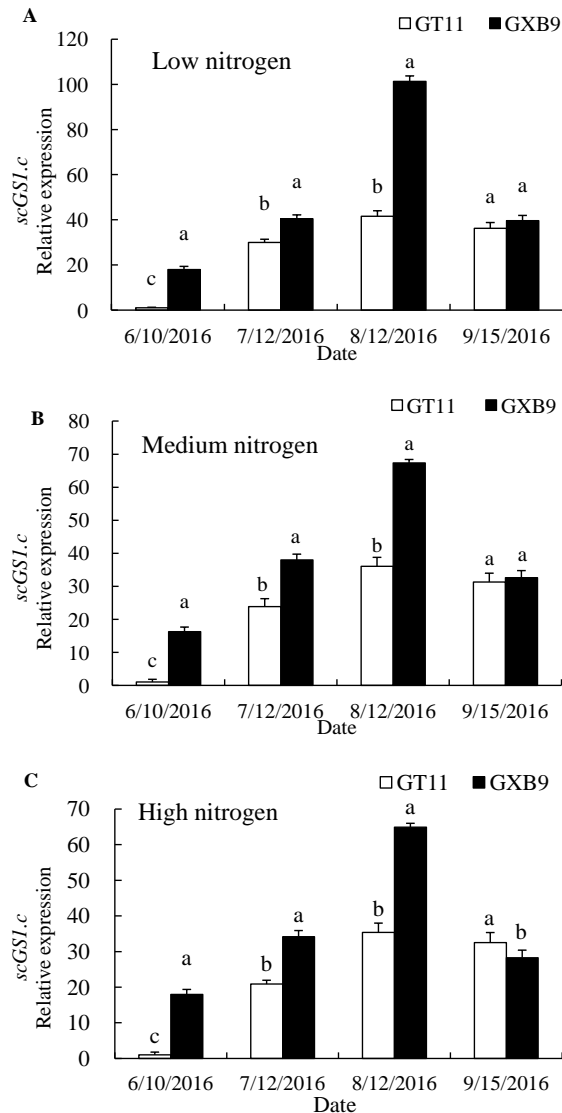 A
GT11 GXB9
Low nitrogen
scGS1.c
Relative expression
120
100
80
60
40
20
0
c a b a b a a a
6/10/2016 7/12/2016 8/12/2016 9/15/2016
Date
B
GT11 GXB9
Medium nitrogen
scGS1.c
Relative expression
80
70
60
50
40
30
20
10
0
c a b a b a a a
6/10/2016 7/12/2016 8/12/2016 9/15/2016
Date
C
GT11 GXB9
High nitrogen
scGS1.c
Relative expression
70
60
50
40
30
20
10
0
c a b a b a a b
6/10/2016 7/12/2016 8/12/2016 9/15/2016
Date